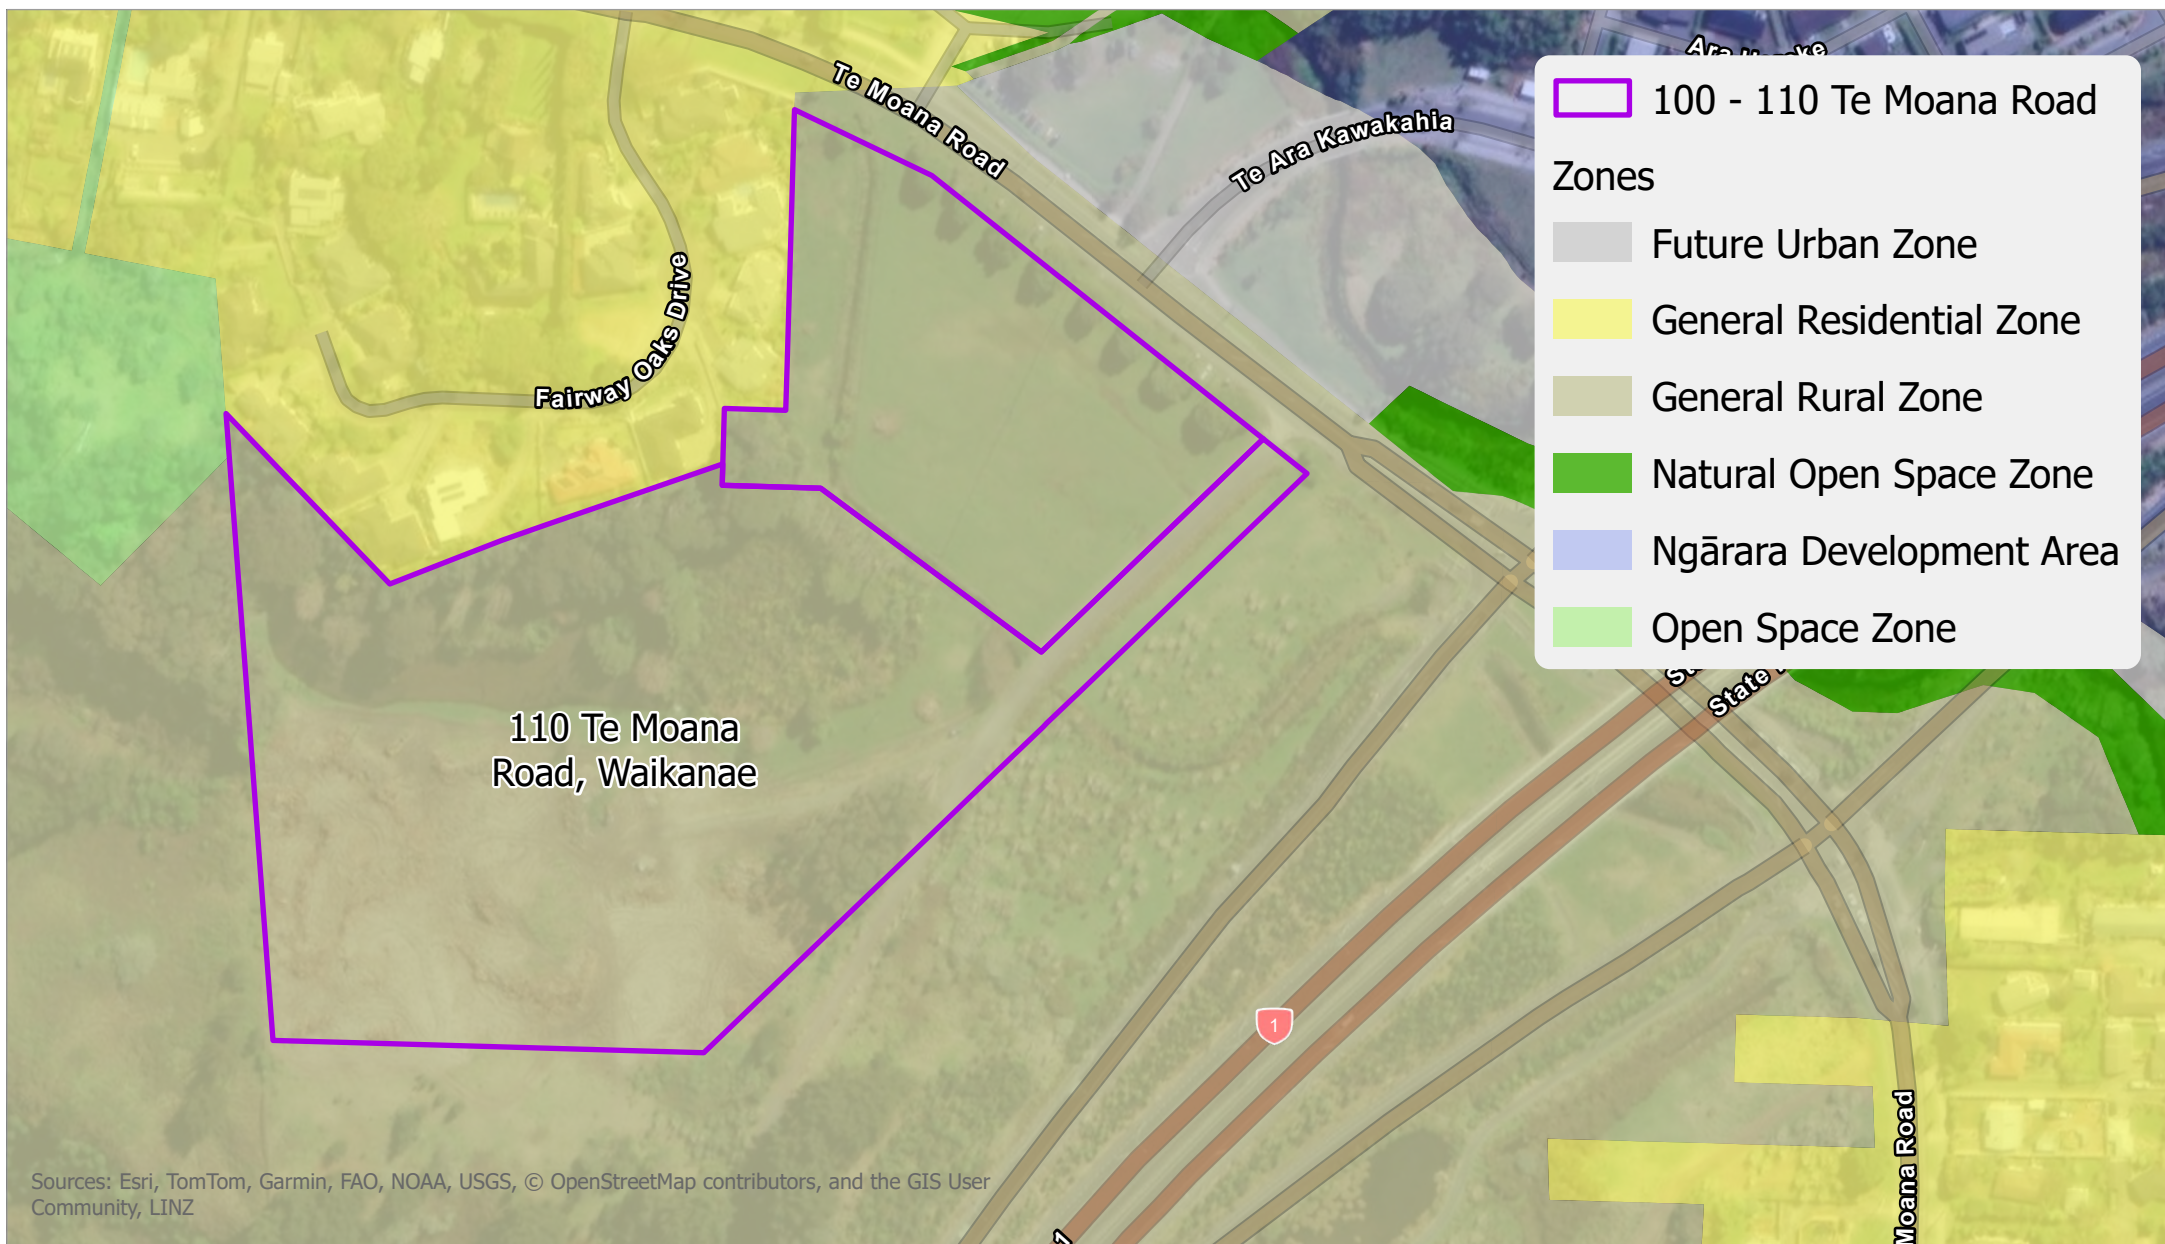 Te Moana Road
Te Ara Kawakahia
Fairway Oaks Drive
110 Te Moana
Road, Waikanae
100 - 110 Te Moana Road
Zones
Future Urban Zone
General Residential Zone
General Rural Zone
Natural Open Space Zone
Ngārara Development Area
Open Space Zone
State
1
Moana Road
1
Sources: Esri, TomTom, Garmin, FAO, NOAA, USGS, © OpenStreetMap contributors, and the GIS User
Community, LINZ